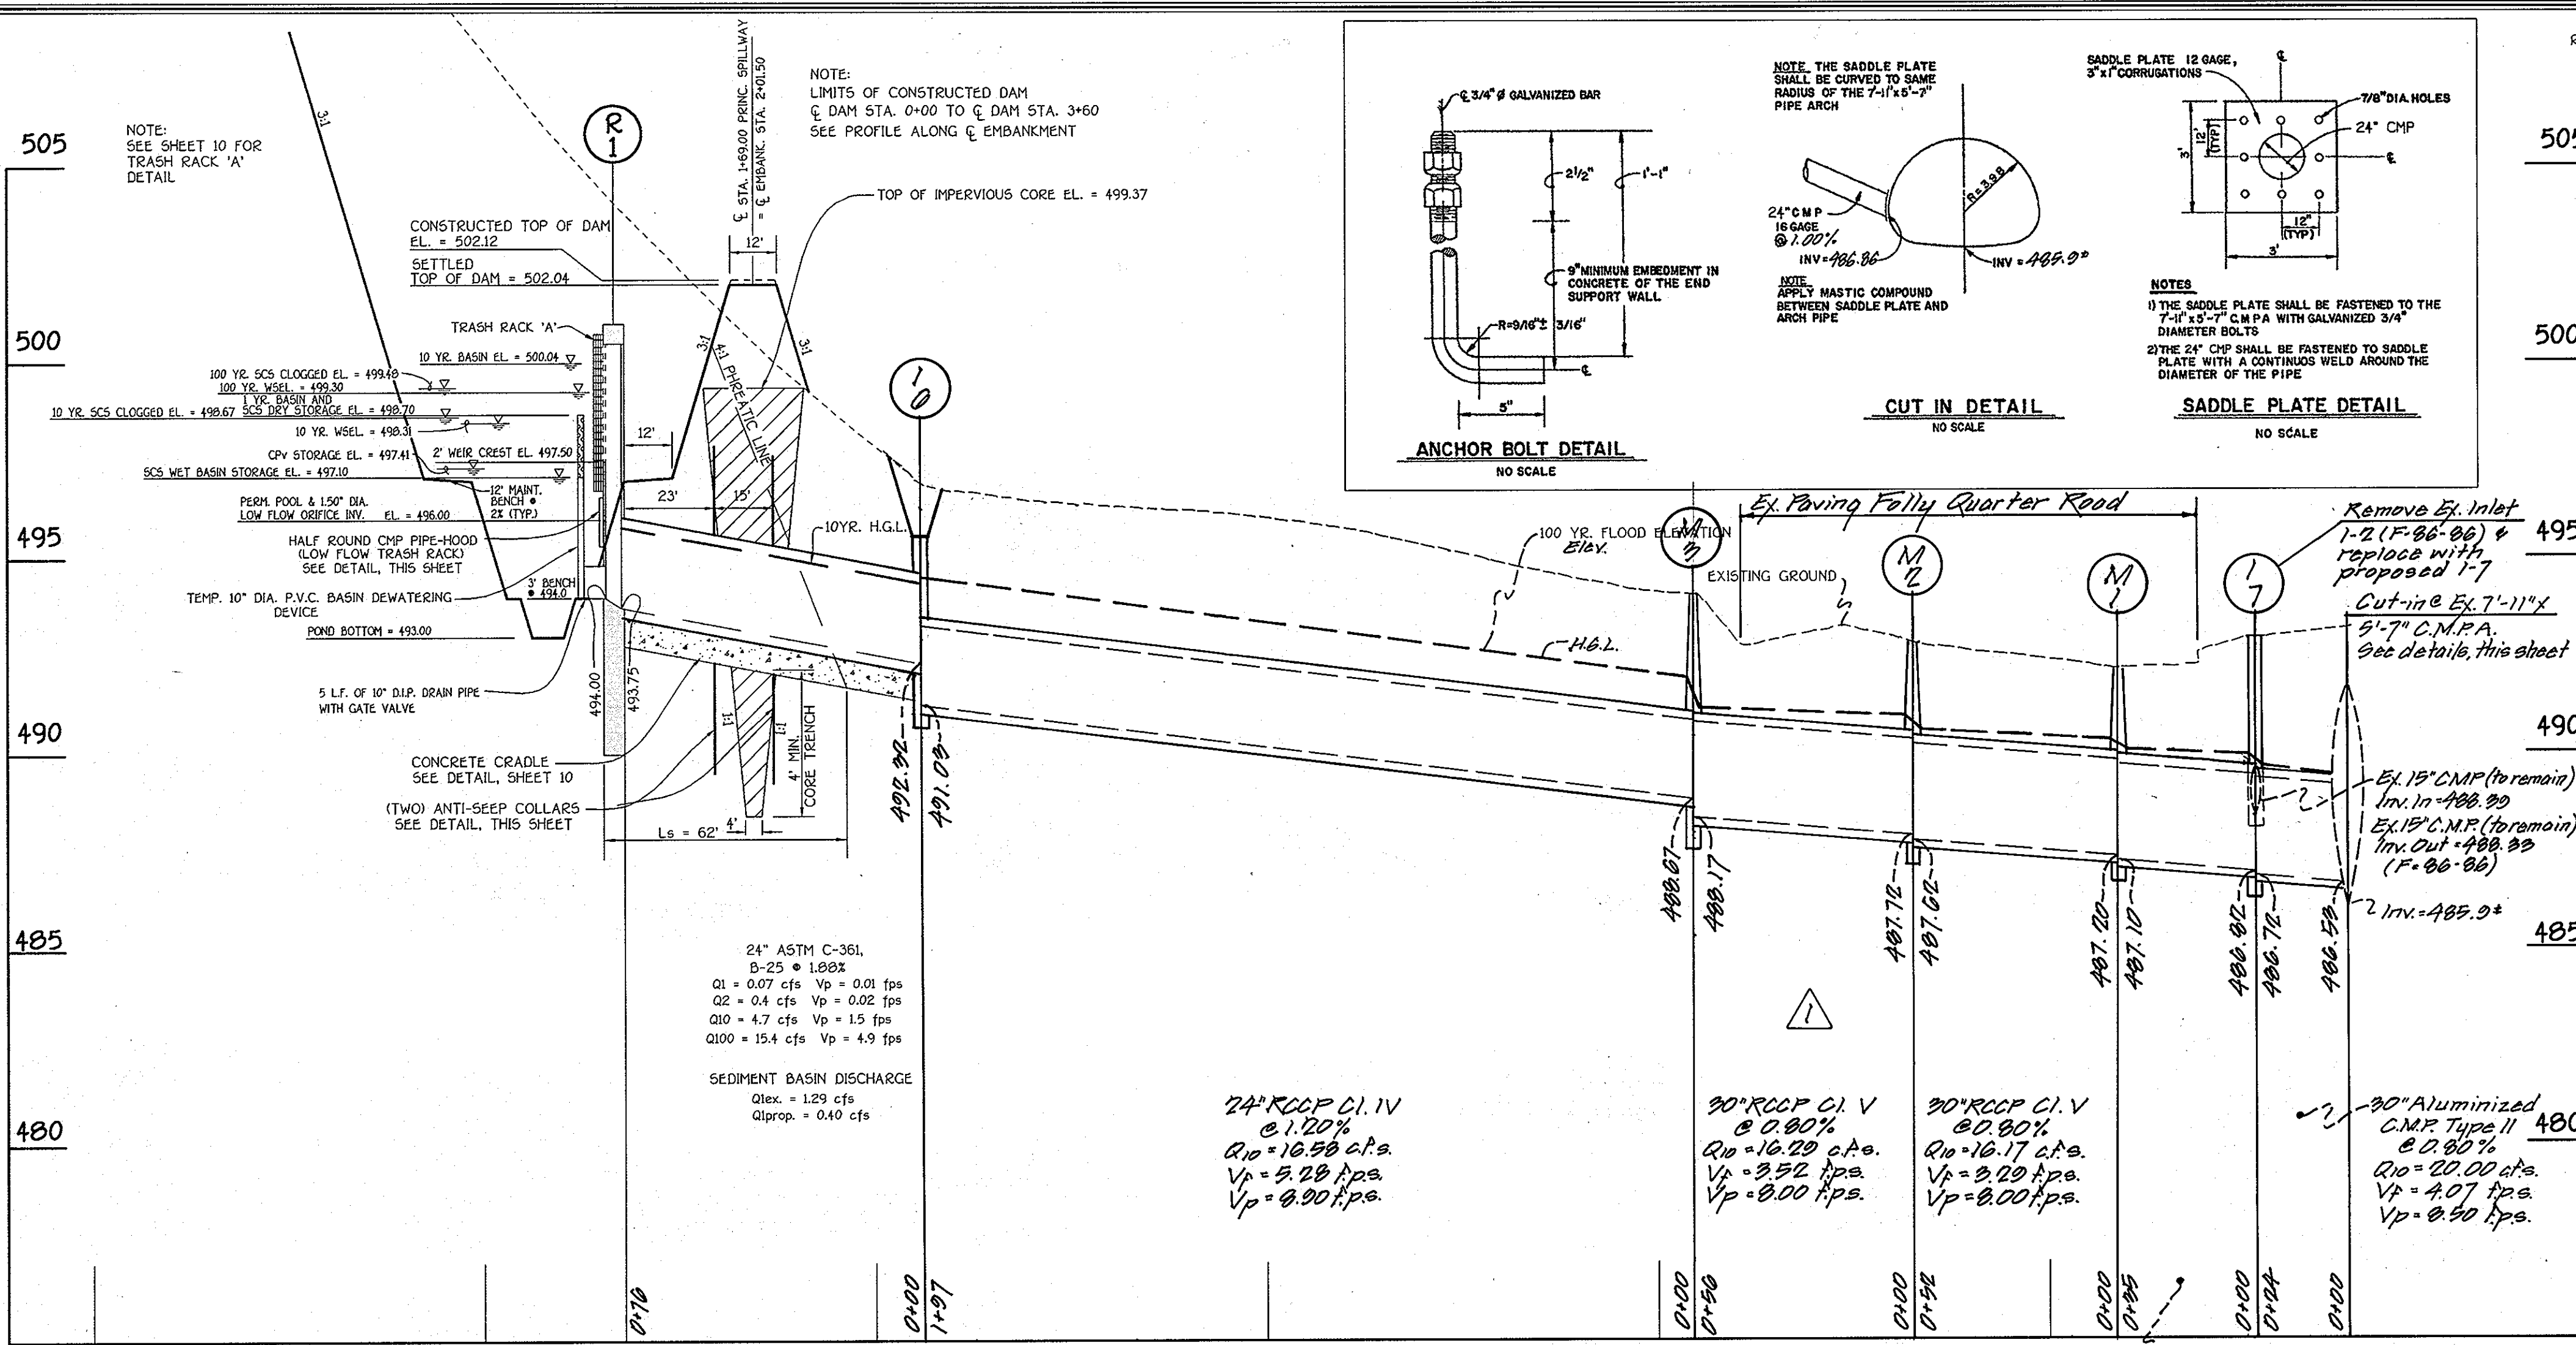 505
500
495
490
485
480
NOTE:
SEE SHEET 10 FOR
TRASH RACK 'A'
DETAIL
3:1
R
1
℄ STA. 1+69.00 PRINC. SPILLWAY
= ℄ EMBANK. STA. 2+01.50
NOTE:
LIMITS OF CONSTRUCTED DAM
℄ DAM STA. 0+00 TO ℄ DAM STA. 3+60
SEE PROFILE ALONG ℄ EMBANKMENT
TOP OF IMPERVIOUS CORE EL. = 499.37
CONSTRUCTED TOP OF DAM
EL. = 502.12
SETTLED
TOP OF DAM = 502.04
12'
TRASH RACK 'A'
10 YR. BASIN EL. = 500.04
100 YR. SCS CLOGGED EL. = 499.48
100 YR. WSEL. = 499.30
1 YR. BASIN AND
10 YR. SCS CLOGGED EL. = 498.67
SCS DRY STORAGE EL. = 498.70
10 YR. WSEL. = 498.31
CPv STORAGE EL. = 497.41
2' WEIR CREST EL. 497.50
SCS WET BASIN STORAGE EL. = 497.10
12' MAINT.
BENCH @
2% (TYP.)
PERM. POOL & 1.50" DIA.
LOW FLOW ORIFICE INV. EL. = 496.00
HALF ROUND CMP PIPE-HOOD
(LOW FLOW TRASH RACK)
SEE DETAIL, THIS SHEET
3' BENCH
@ 494.0
TEMP. 10" DIA. P.V.C. BASIN DEWATERING
DEVICE
POND BOTTOM = 493.00
5 L.F. OF 10" D.I.P. DRAIN PIPE
WITH GATE VALVE
494.00
493.75
CONCRETE CRADLE
SEE DETAIL, SHEET 10
(TWO) ANTI-SEEP COLLARS
SEE DETAIL, THIS SHEET
3:1
4:1 PHREATIC LINE
3:1
12'
23'
15'
1:1
1:1
4' MIN.
CORE TRENCH
4'
Ls = 62'
10YR. H.G.L.
492.32
491.03
24" ASTM C-361,
B-25 @ 1.88%
Q1 = 0.07 cfs Vp = 0.01 fps
Q2 = 0.4 cfs Vp = 0.02 fps
Q10 = 4.7 cfs Vp = 1.5 fps
Q100 = 15.4 cfs Vp = 4.9 fps
SEDIMENT BASIN DISCHARGE
Q1ex. = 1.29 cfs
Q1prop. = 0.40 cfs
℄ 3/4" Ø GALVANIZED BAR
2 1/2"
1'-1"
9" MINIMUM EMBEDMENT IN
CONCRETE OF THE END
SUPPORT WALL
R=9/16"± 3/16"
℄
5"
ANCHOR BOLT DETAIL
NO SCALE
NOTE THE SADDLE PLATE
SHALL BE CURVED TO SAME
RADIUS OF THE 7'-11"x5'-7"
PIPE ARCH
R=3.98
24" C M P
16 GAGE
@ 1.00%
INV=486.86
INV = 485.9±
NOTE
APPLY MASTIC COMPOUND
BETWEEN SADDLE PLATE AND
ARCH PIPE
CUT IN DETAIL
NO SCALE
SADDLE PLATE 12 GAGE,
3"x1" CORRUGATIONS
℄
7/8" DIA. HOLES
24" CMP
3'
12'
(TYP)
℄
12"
(TYP)
3'
NOTES
1) THE SADDLE PLATE SHALL BE FASTENED TO THE
7'-11" x 5'-7" C M P A WITH GALVANIZED 3/4"
DIAMETER BOLTS
2) THE 24" CMP SHALL BE FASTENED TO SADDLE
PLATE WITH A CONTINUOS WELD AROUND THE
DIAMETER OF THE PIPE
SADDLE PLATE DETAIL
NO SCALE
Ex. Paving Folly Quarter Road
100 YR. FLOOD ELEVATION
Elev.
EXISTING GROUND
H.G.L.
M
3
M
2
M
1
1
7
Remove Ex. Inlet
1-2 (F-86-86) &
replace with
proposed 1-7
Cut-in @ Ex. 7'-11" x
5'-7" C.M.P.A.
See details, this sheet
Ex. 15" CMP (to remain)
Inv. In = 488.39
Ex. 15" C.M.P. (to remain)
Inv. Out = 488.33
(F-86-86)
Inv. = 485.9±
488.67
488.17
487.72
487.62
487.20
487.10
486.82
486.72
486.53
1
24" RCCP Cl. IV
@ 1.20%
Q10 = 16.58 c.f.s.
Vf = 5.28 f.p.s.
Vp = 8.90 f.p.s.
30" RCCP Cl. V
@ 0.80%
Q10 = 16.29 c.f.s.
Vf = 3.52 f.p.s.
Vp = 8.00 f.p.s.
30" RCCP Cl. V
@ 0.80%
Q10 = 16.17 c.f.s.
Vf = 3.29 f.p.s.
Vp = 8.00 f.p.s.
30" Aluminized
C.M.P. Type II
@ 0.80%
Q10 = 20.00 cfs.
Vf = 4.07 f.p.s.
Vp = 8.50 f.p.s.
0+76
0+00
1+97
0+00
0+56
0+00
0+52
0+00
0+35
0+00
0+24
0+00
505
500
495
490
485
480